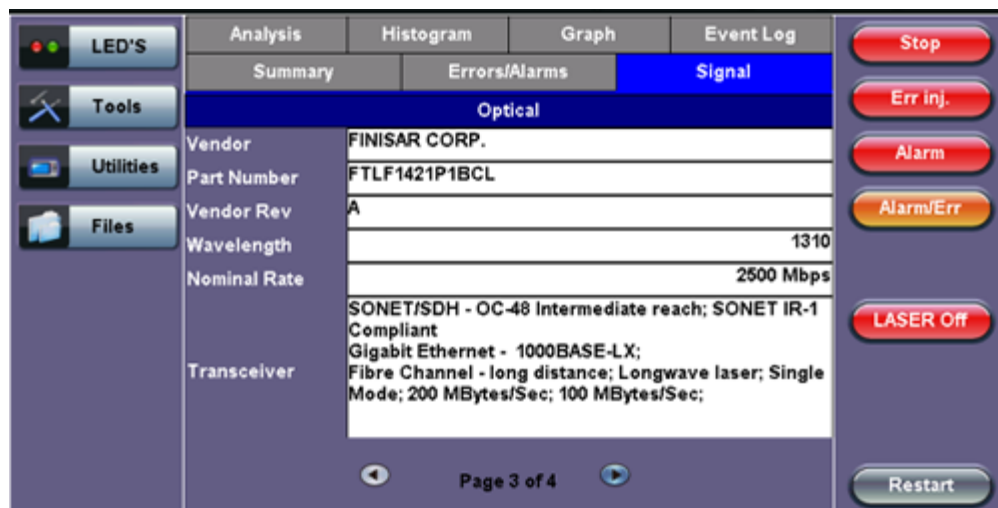 LED'S
Tools
Utilities
Files
Analysis
Histogram
Graph
Event Log
Summary
Errors/Alarms
Signal
Optical
Vendor FINISAR CORP.
Part Number FTLF1421P1BCL
Vendor Rev A
Wavelength 1310
Nominal Rate 2500 Mbps
Transceiver
SONET/SDH - OC-48 Intermediate reach; SONET IR-1
Compliant
Gigabit Ethernet - 1000BASE-LX;
Fibre Channel - long distance; Longwave laser; Single
Mode; 200 MBytes/Sec; 100 MBytes/Sec;
Page 3 of 4
Stop
Err inj.
Alarm
Alarm/Err
LASER Off
Restart